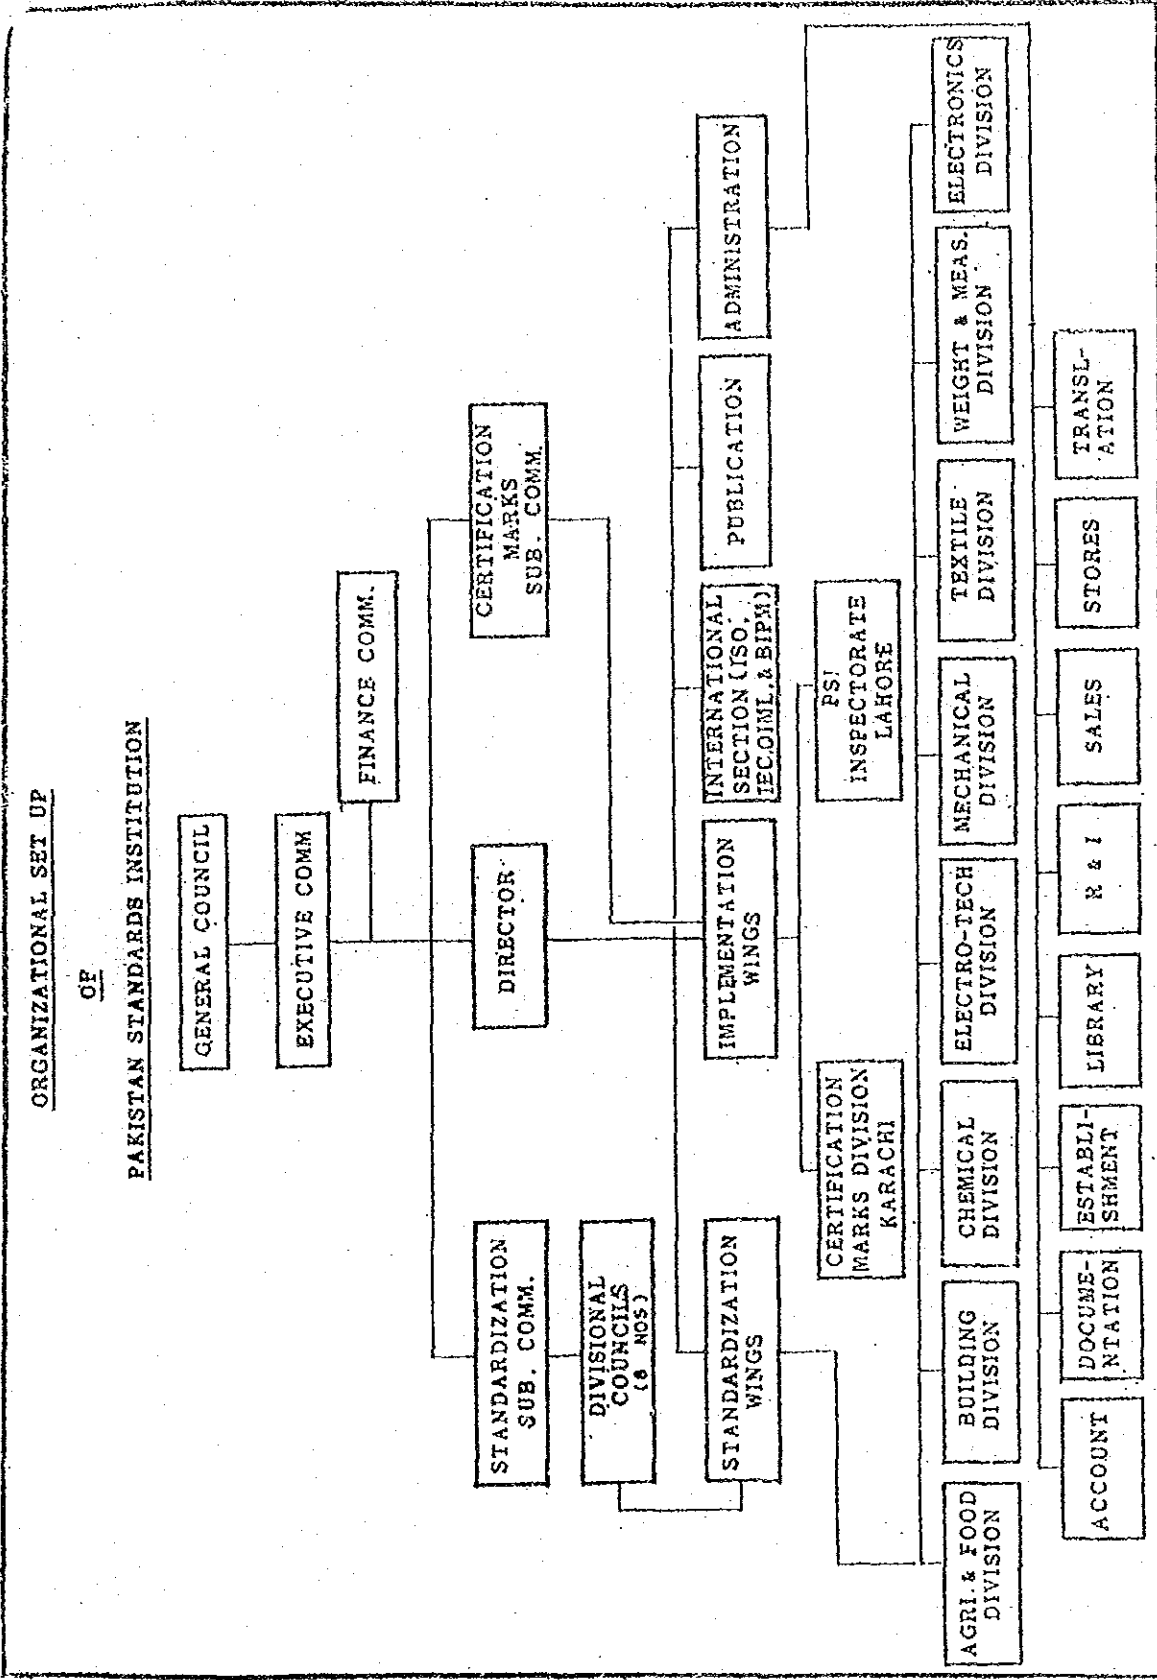 ORGANIZATIONAL SET UP
OF
PAKISTAN STANDARDS INSTITUTION
GENERAL COUNCIL
EXECUTIVE COMM
FINANCE COMM.
STANDARDIZATION
SUB. COMM.
DIRECTOR
CERTIFICATION
MARKS
SUB. COMM.
DIVISIONAL
COUNCILS
(8 NOS)
STANDARDIZATION
WINGS
IMPLEMENTATION
WINGS
INTERNATIONAL
SECTION (ISO,
IEC,OIML,& BIPM)
PUBLICATION
ADMINISTRATION
CERTIFICATION
MARKS DIVISION
KARACHI
PSI
INSPECTORATE
LAHORE
AGRI. & FOOD
DIVISION
BUILDING
DIVISION
CHEMICAL
DIVISION
ELECTRO-TECH
DIVISION
MECHANICAL
DIVISION
TEXTILE
DIVISION
WEIGHT & MEAS.
DIVISION
ELECTRONICS
DIVISION
ACCOUNT
DOCUME-
NTATION
ESTABLI-
SHMENT
LIBRARY
R & I
SALES
STORES
TRANSL-
ATION